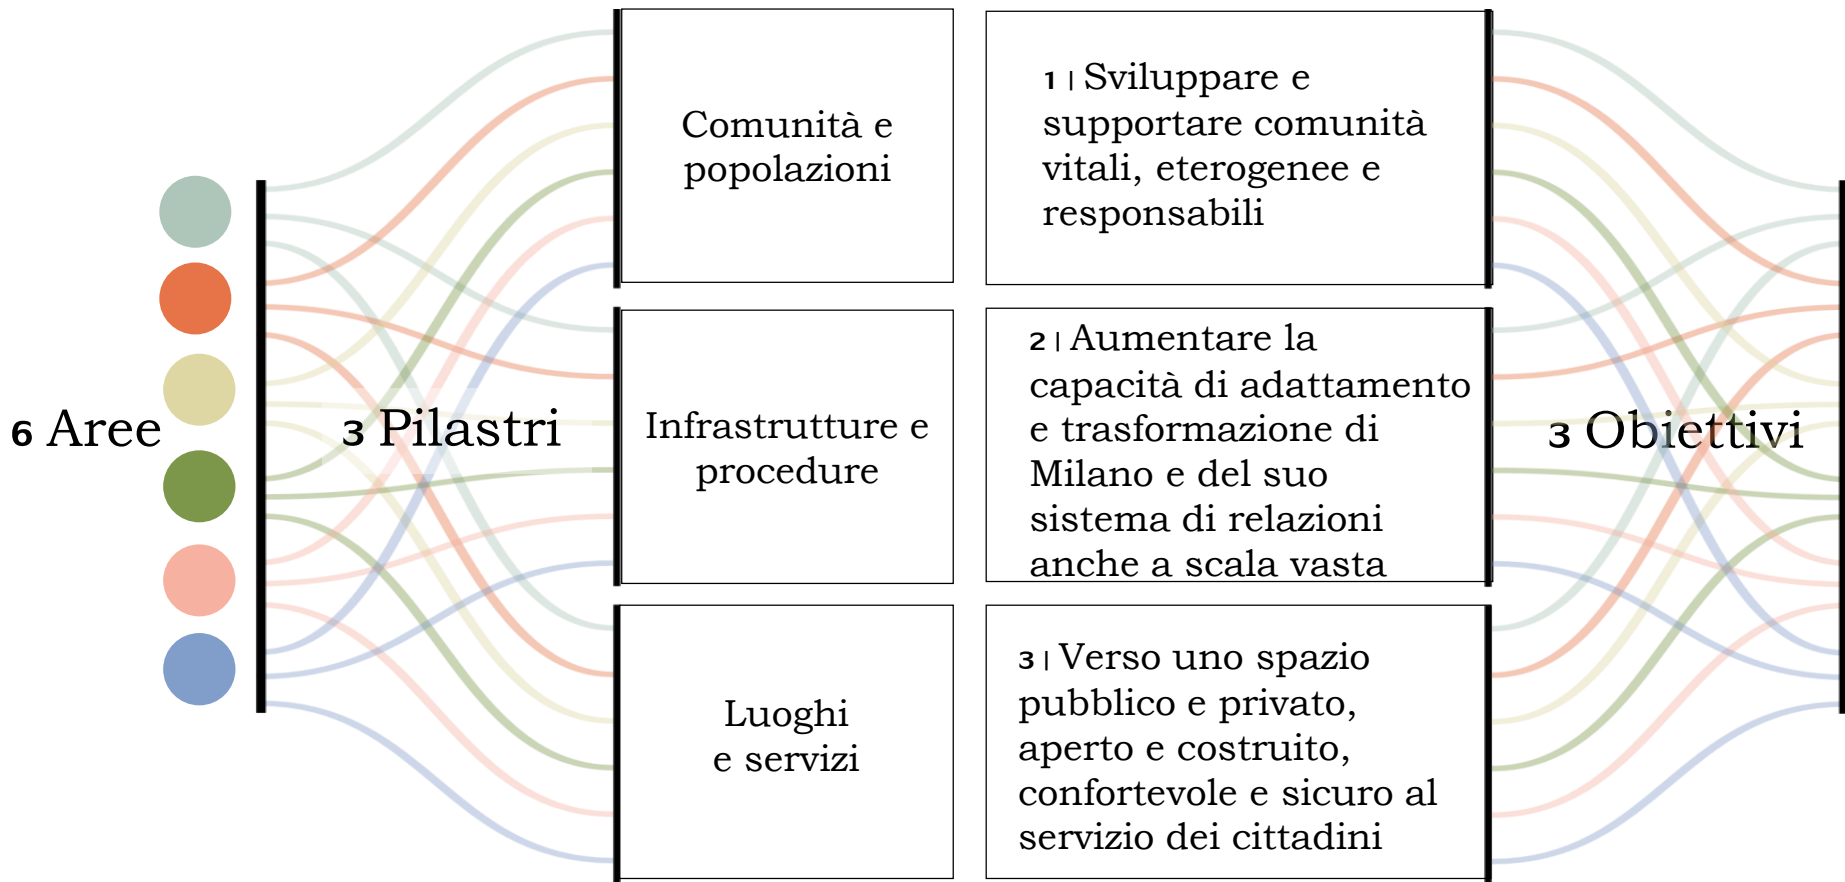 6 Aree
3 Pilastri
Comunità e
popolazioni
Infrastrutture e
procedure
Luoghi
e servizi
1 | Sviluppare e
supportare comunità
vitali, eterogenee e
responsabili
2 | Aumentare la
capacità di adattamento
e trasformazione di
Milano e del suo
sistema di relazioni
anche a scala vasta
3 | Verso uno spazio
pubblico e privato,
aperto e costruito,
confortevole e sicuro al
servizio dei cittadini
3 Obiettivi